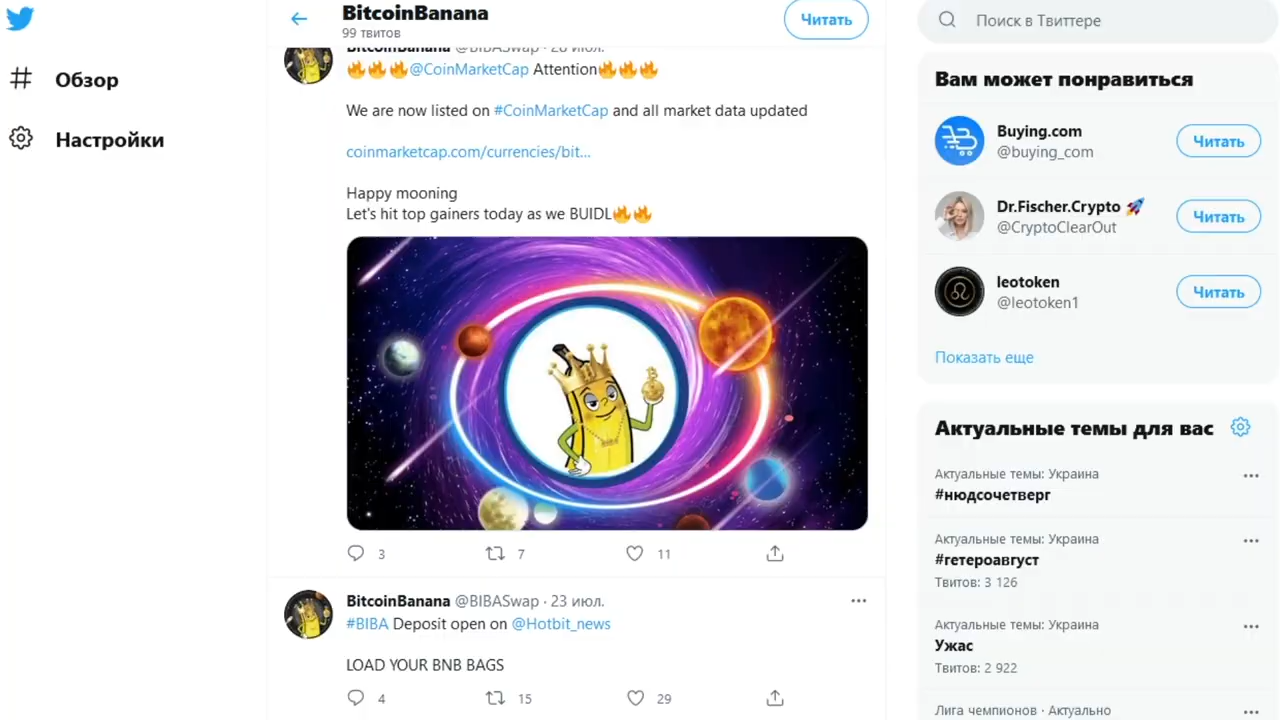 BitcoinBanana
99 твитов
Читать
Поиск в Твиттере
Обзор
Настройки
BitcoinBanana @BIBASwap · 28 июл.
🔥🔥🔥@CoinMarketCap Attention🔥🔥🔥
We are now listed on #CoinMarketCap and all market data updated
coinmarketcap.com/currencies/bit...
Happy mooning
Let's hit top gainers today as we BUIDL🔥🔥
3 7 11
BitcoinBanana @BIBASwap · 23 июл.
#BIBA Deposit open on @Hotbit_news
LOAD YOUR BNB BAGS
4 15 29
Вам может понравиться
Buying.com
@buying_com
Читать
Dr.Fischer.Crypto 🚀
@CryptoClearOut
Читать
leotoken
@leotoken1
Читать
Показать еще
Актуальные темы для вас
Актуальные темы: Украина
#нюдсочетверг
Актуальные темы: Украина
#гетероавгуст
Твитов: 3 126
Актуальные темы: Украина
Ужас
Твитов: 2 922
Лига чемпионов · Актуально